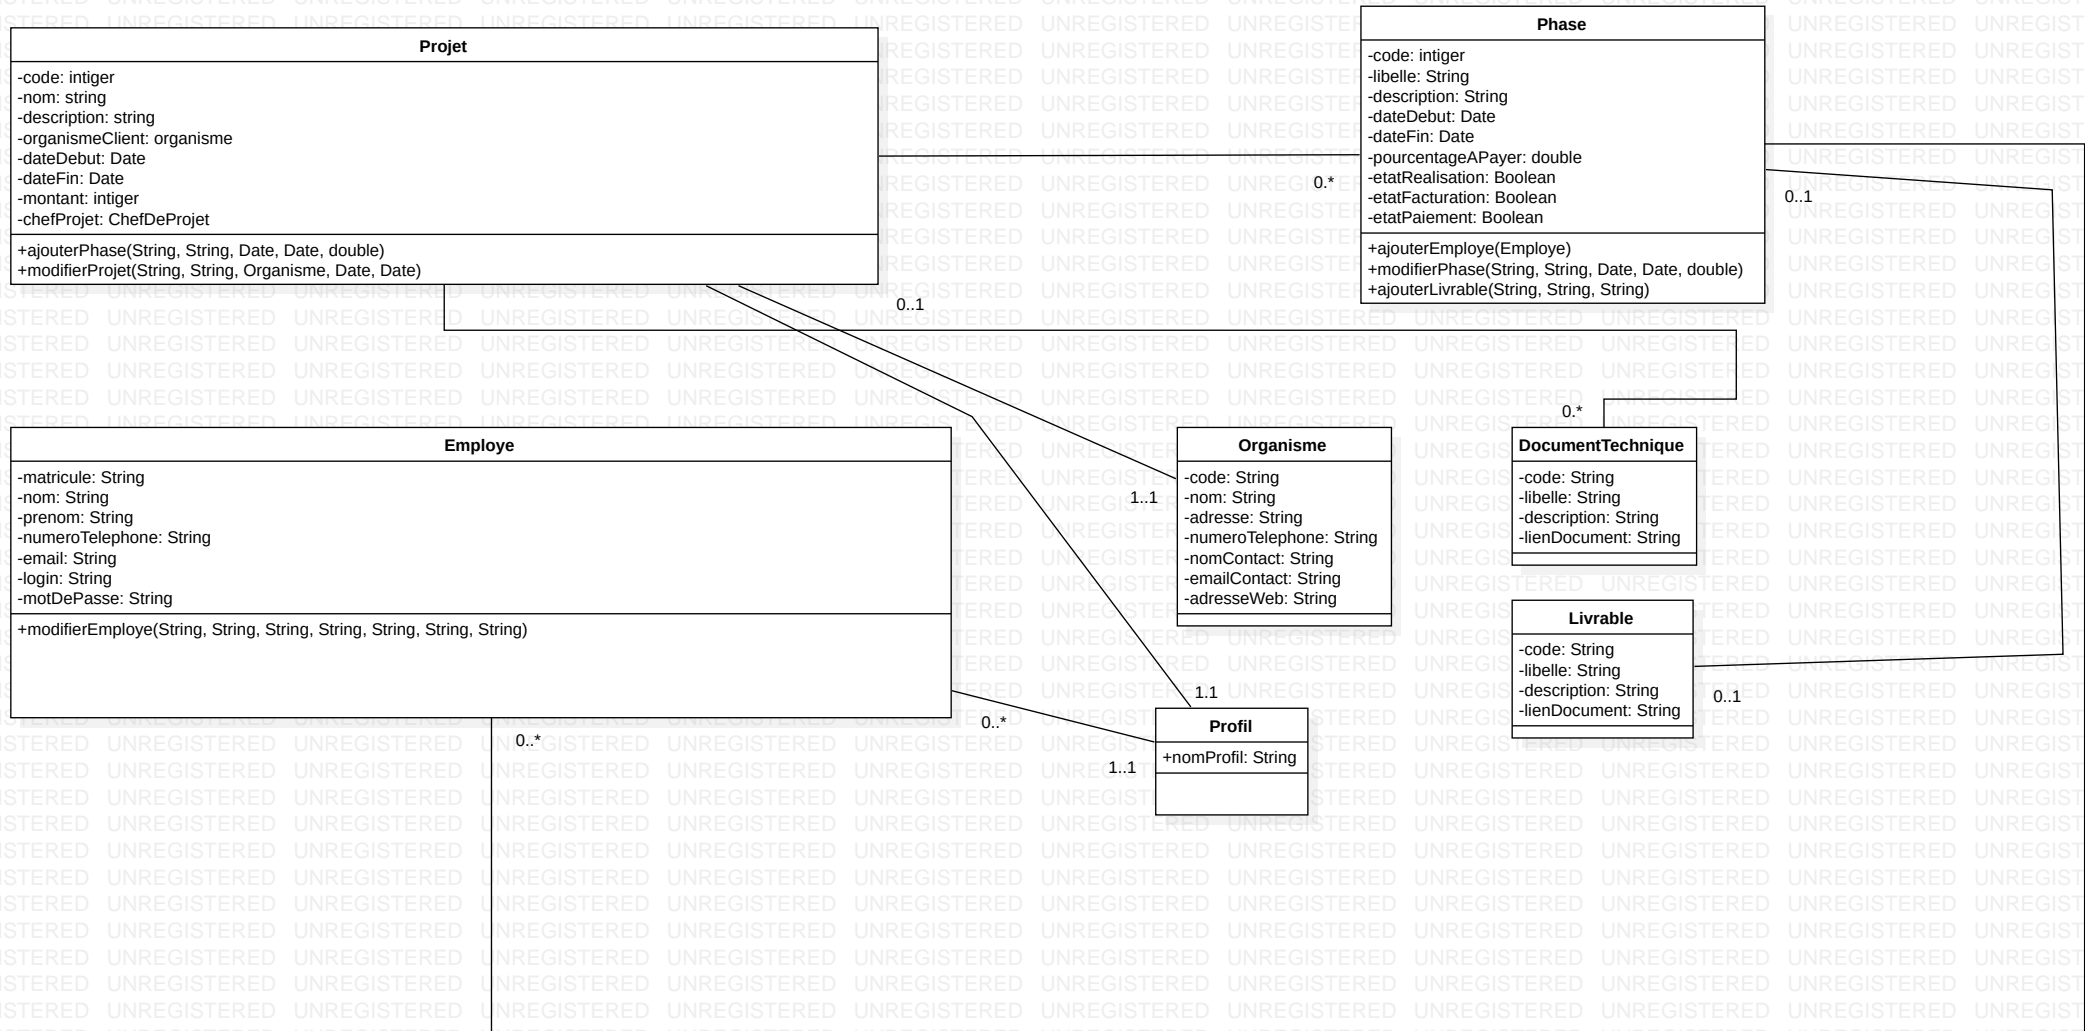 Projet
-code: intiger
-nom: string
-description: string
-organismeClient: organisme
-dateDebut: Date
-dateFin: Date
-montant: intiger
-chefProjet: ChefDeProjet
+ajouterPhase(String, String, Date, Date, double)
+modifierProjet(String, String, Organisme, Date, Date)
Phase
-code: intiger
-libelle: String
-description: String
-dateDebut: Date
-dateFin: Date
-pourcentageAPayer: double
-etatRealisation: Boolean
-etatFacturation: Boolean
-etatPaiement: Boolean
+ajouterEmploye(Employe)
+modifierPhase(String, String, Date, Date, double)
+ajouterLivrable(String, String, String)
0.*
0..1
0..1
0.*
Employe
-matricule: String
-nom: String
-prenom: String
-numeroTelephone: String
-email: String
-login: String
-motDePasse: String
+modifierEmploye(String, String, String, String, String, String, String)
Organisme
-code: String
-nom: String
-adresse: String
-numeroTelephone: String
-nomContact: String
-emailContact: String
-adresseWeb: String
1..1
DocumentTechnique
-code: String
-libelle: String
-description: String
-lienDocument: String
Livrable
-code: String
-libelle: String
-description: String
-lienDocument: String
0..1
1.1
Profil
+nomProfil: String
0..*
1..1
0..*
UNREGISTERED